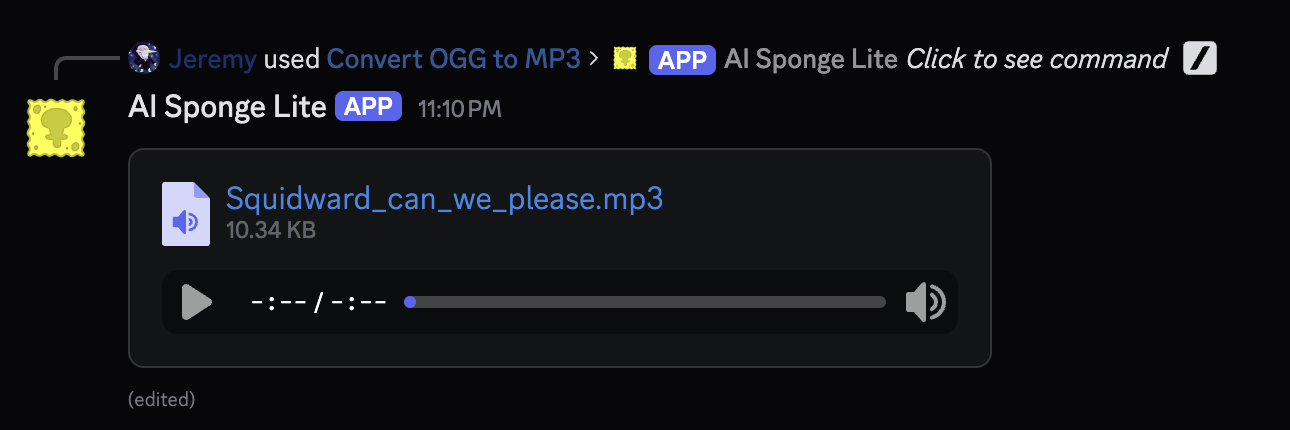 Jeremy used Convert OGG to MP3 > APP AI Sponge Lite Click to see command
AI Sponge Lite APP 11:10 PM
Squidward_can_we_please.mp3
10.34 KB
-:-- / -:--
(edited)